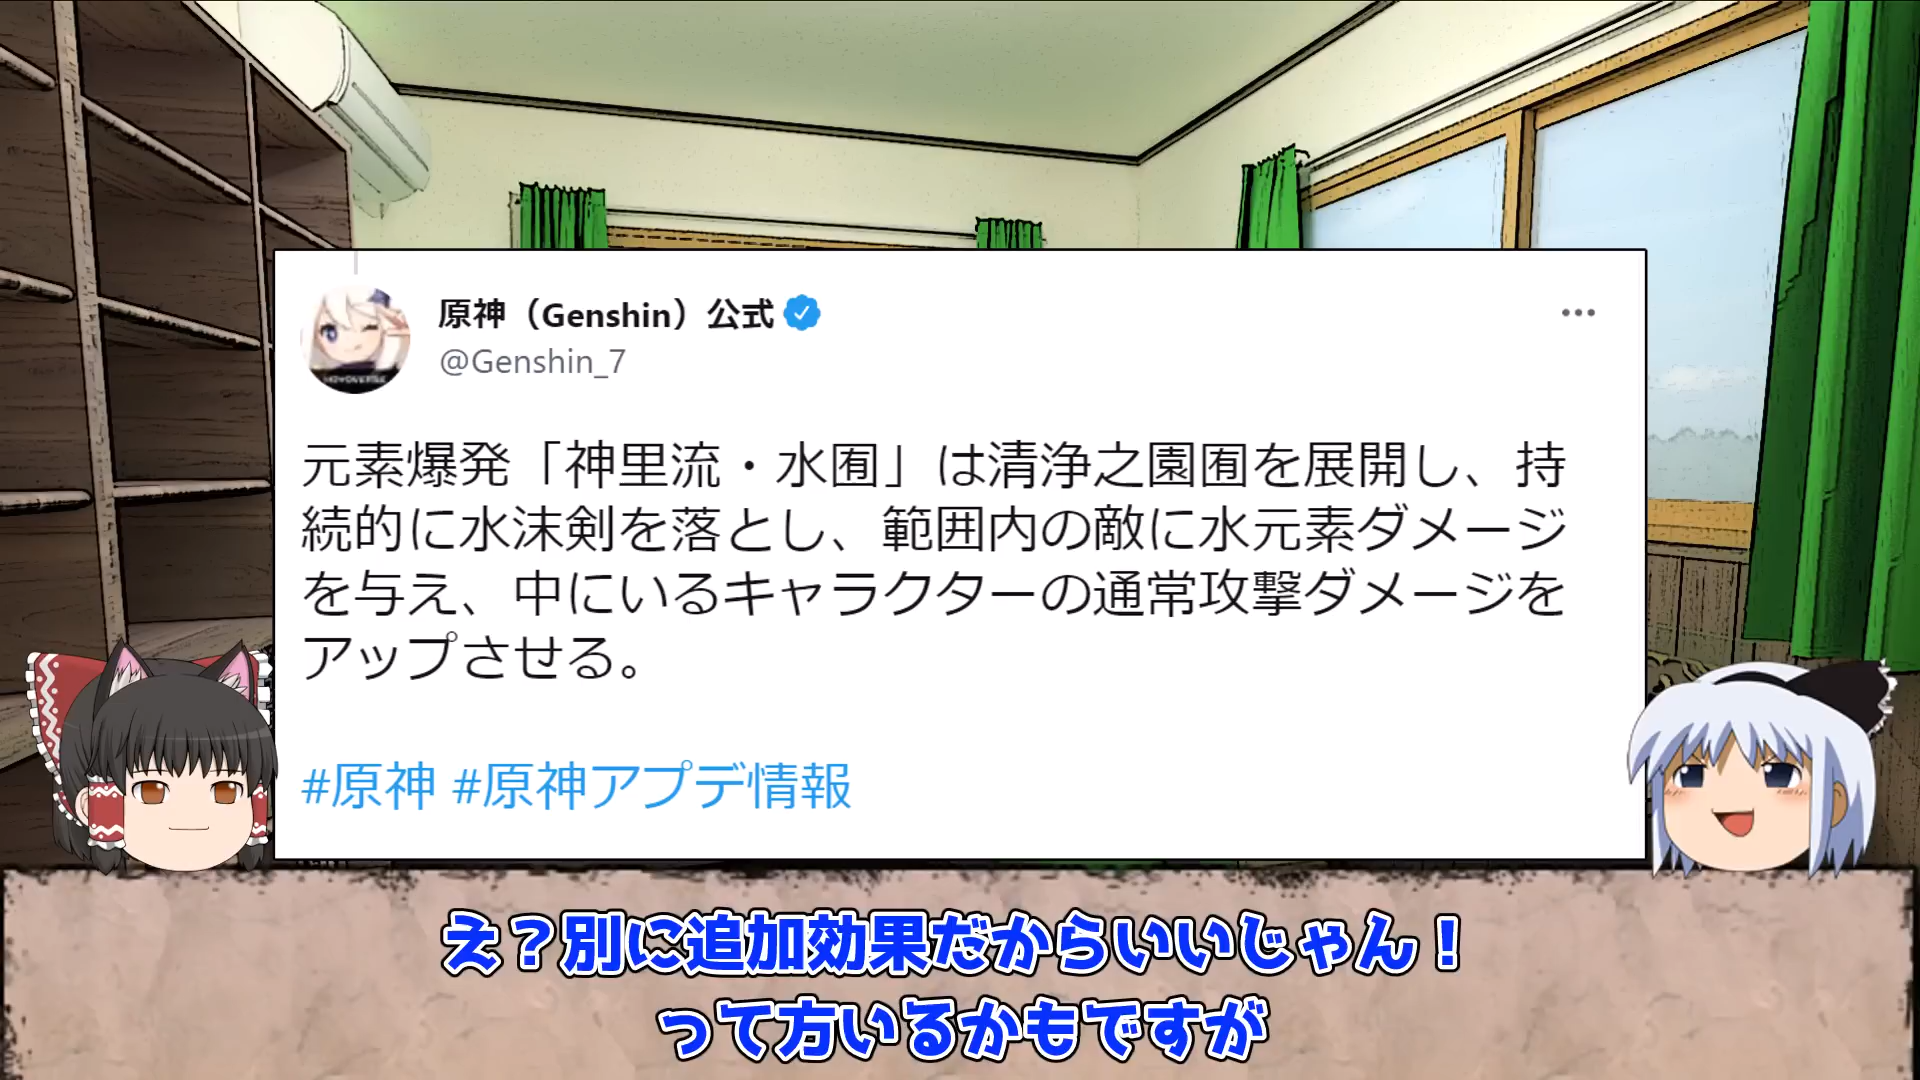 原神（Genshin）公式
@Genshin_7
元素爆発「神里流・水囿」は清浄之園囿を展開し、持
続的に水沫剣を落とし、範囲内の敵に水元素ダメージ
を与え、中にいるキャラクターの通常攻撃ダメージを
アップさせる。
#原神 #原神アプデ情報
え？別に追加効果だからいいじゃん！
って方いるかもですが